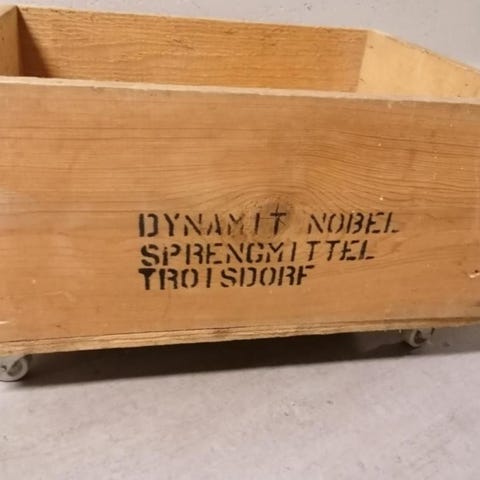 DYNAMIT NOBEL
SPRENGMITTEL
TROISDORF